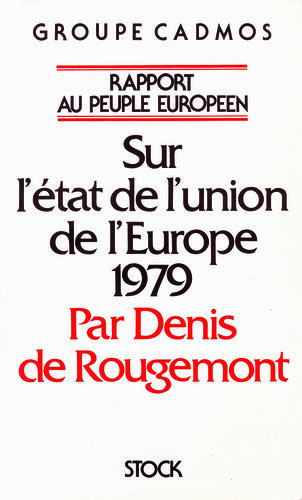 GROUPE CADMOS
RAPPORT
AU PEUPLE EUROPEEN
Sur
l'état de l'union
de l'Europe
1979
Par Denis
de Rougemont
STOCK